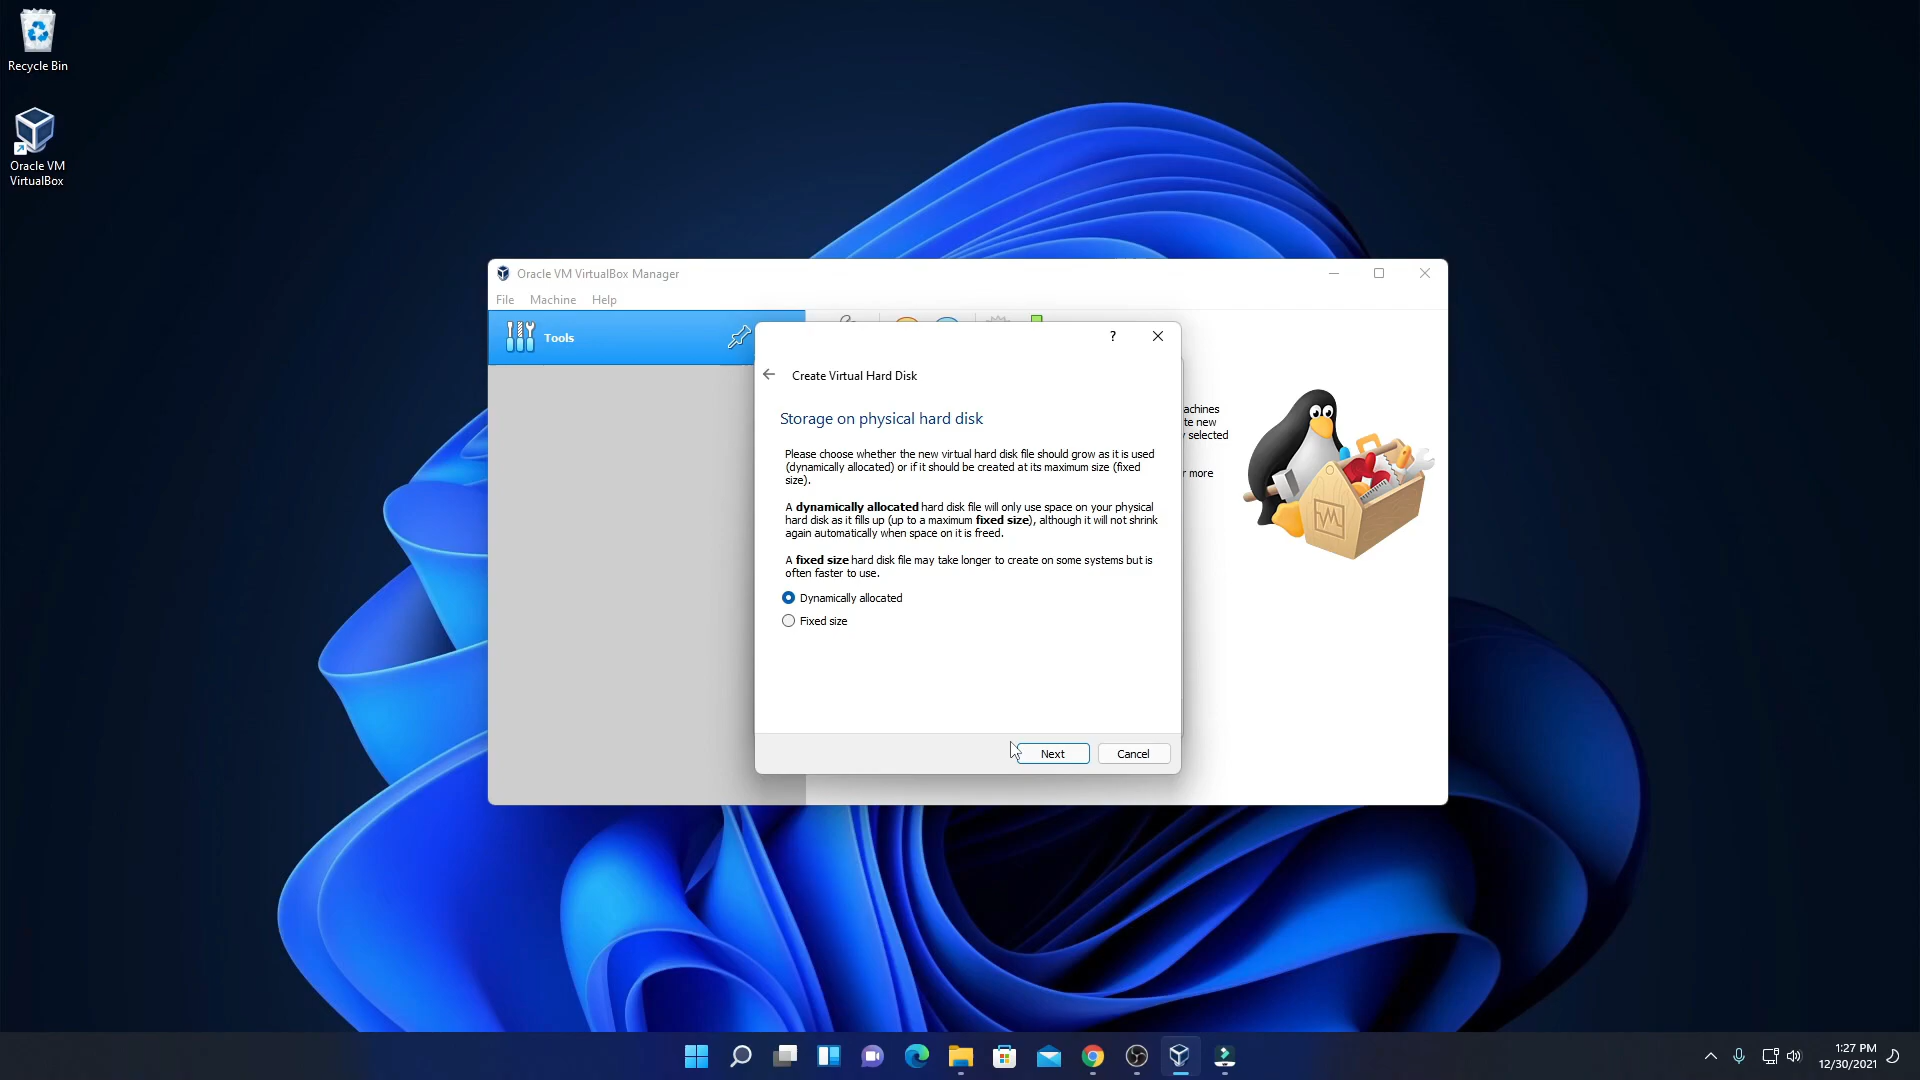 Recycle Bin
Oracle VM
VirtualBox
Oracle VM VirtualBox Manager
File Machine Help
Tools
?
Create Virtual Hard Disk
Storage on physical hard disk
Please choose whether the new virtual hard disk file should grow as it is used
(dynamically allocated) or if it should be created at its maximum size (fixed
size).
A dynamically allocated hard disk file will only use space on your physical
hard disk as it fills up (up to a maximum fixed size), although it will not shrink
again automatically when space on it is freed.
A fixed size hard disk file may take longer to create on some systems but is
often faster to use.
Dynamically allocated
Fixed size
Next Cancel
achines
te new
selected
r more
1:27 PM
12/30/2021